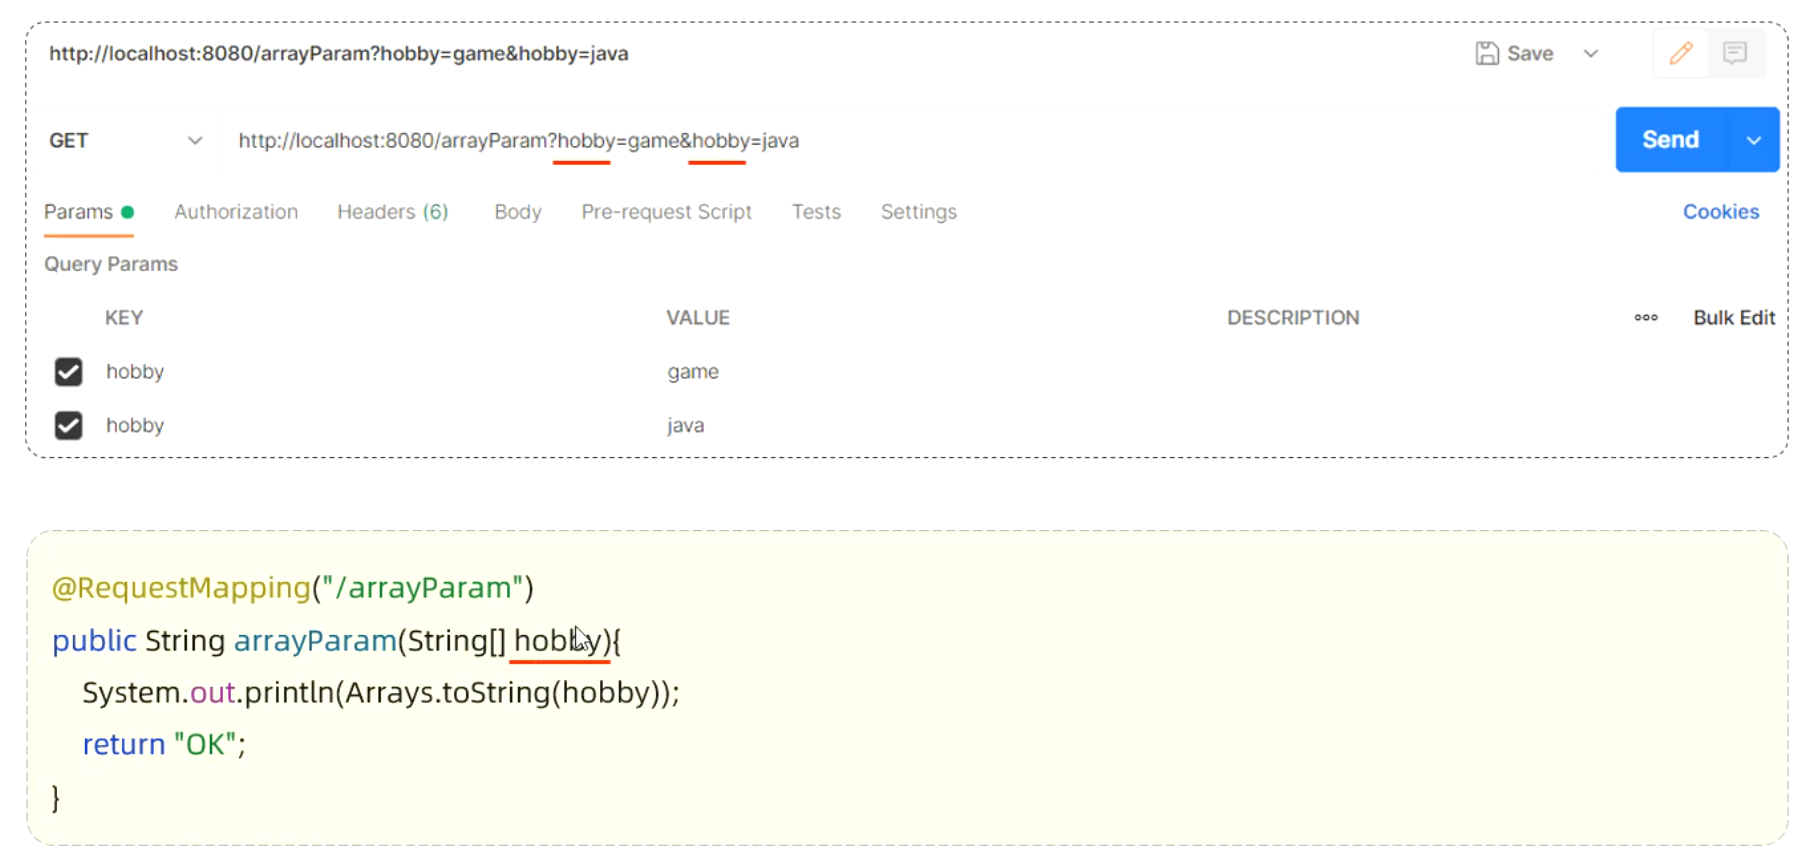 http://localhost:8080/arrayParam?hobby=game&hobby=java Save
GET http://localhost:8080/arrayParam?hobby=game&hobby=java Send
Params Authorization Headers (6) Body Pre-request Script Tests Settings Cookies
Query Params
KEY VALUE DESCRIPTION ooo Bulk Edit
hobby game
hobby java
@RequestMapping("/arrayParam")
public String arrayParam(String[] hobby){
System.out.println(Arrays.toString(hobby));
return "OK";
}